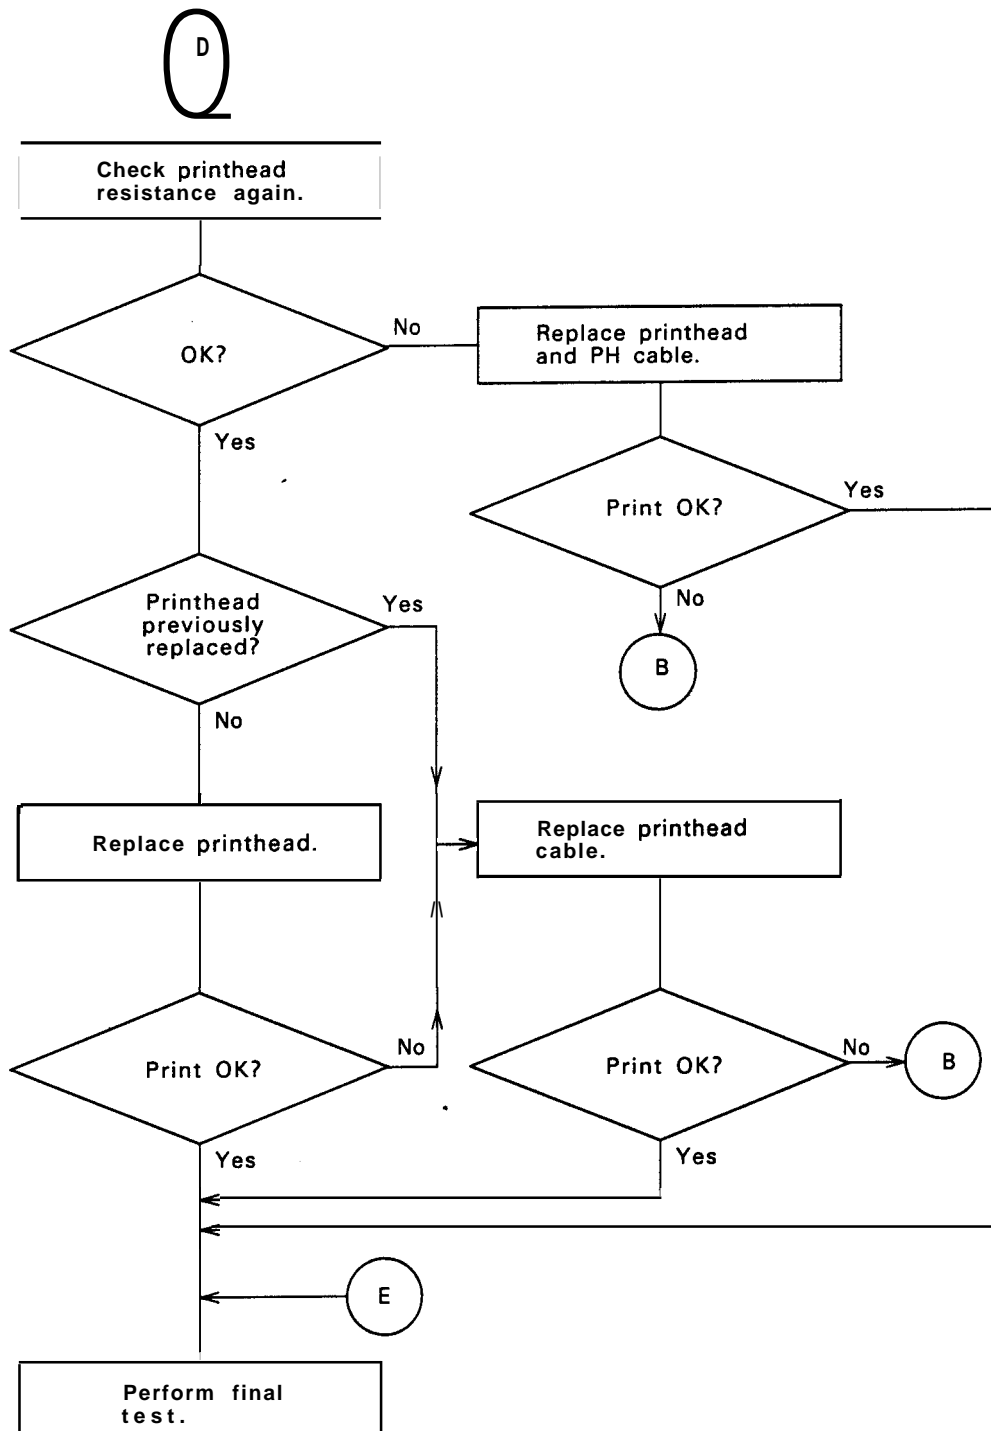 D
Check printhead
resistance again.
OK?
No
Replace printhead
and PH cable.
Yes
Print OK?
Yes
No
B
Printhead
previously
replaced?
Yes
No
Replace printhead.
Replace printhead
cable.
Print OK?
No
Print OK?
No
B
Yes
Yes
E
Perform final
test.